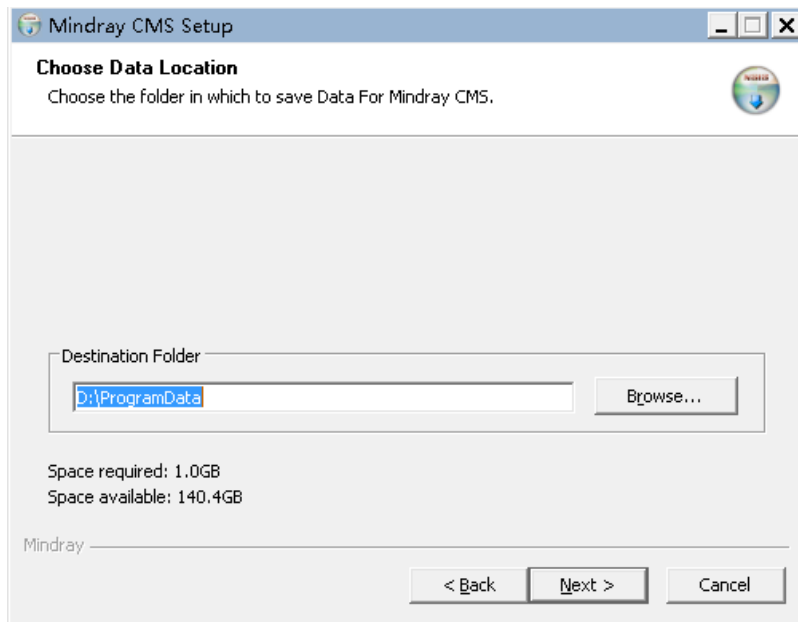 Mindray CMS Setup
Choose Data Location
Choose the folder in which to save Data For Mindray CMS.
Destination Folder
D:\ProgramData
Browse...
Space required: 1.0GB
Space available: 140.4GB
Mindray
< Back
Next >
Cancel